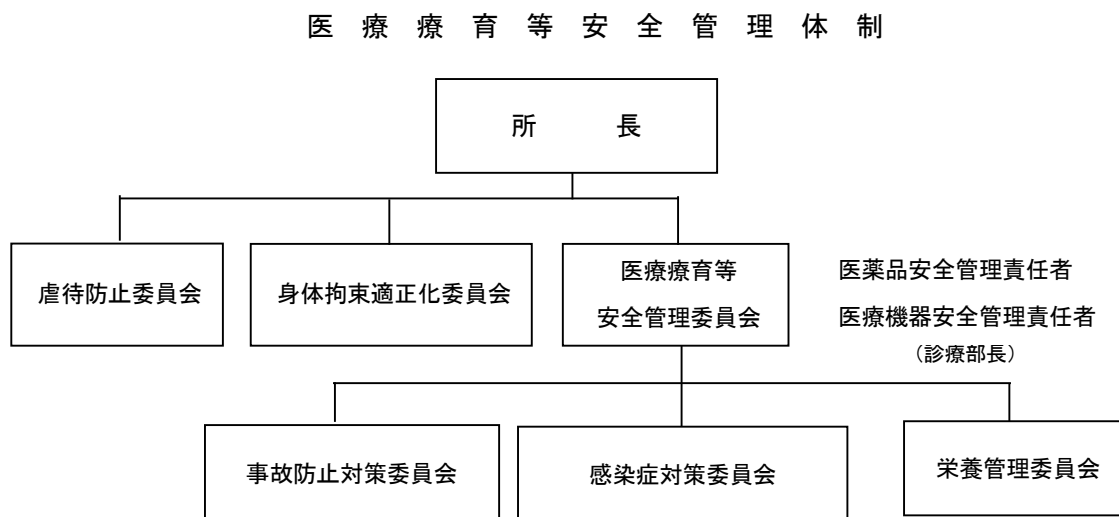 医療療育等安全管理体制
所長
虐待防止委員会
身体拘束適正化委員会
医療療育等
安全管理委員会
医薬品安全管理責任者
医療機器安全管理責任者
（診療部長）
事故防止対策委員会
感染症対策委員会
栄養管理委員会